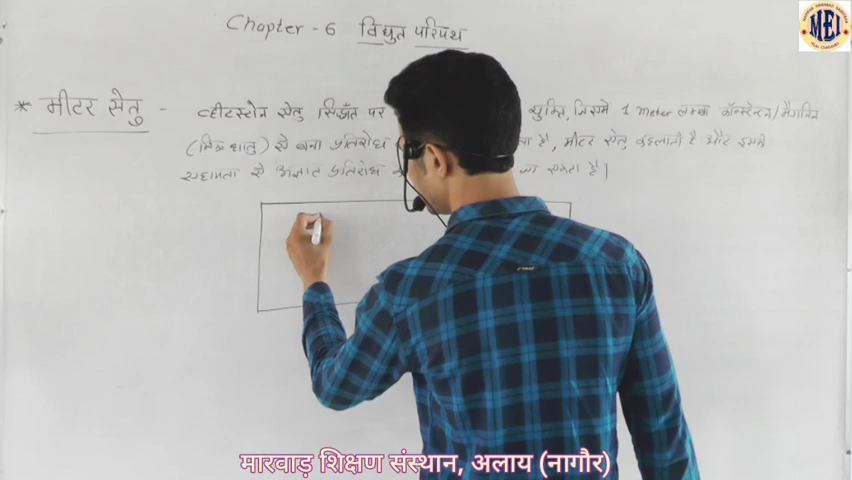 Chapter - 6 विद्युत परिपथ
MEI
* मीटर सेतु - व्हीटस्टोन सेतु सिद्धाँत पर युक्ति, जिसमे 1 meter लम्बा कॉन्स्टेन्टन/मैंगनिन
(मिश्र धातु) से बना प्रतिरोध है, मीटर सेतु कहलाती है और इसकी
सहायता से अज्ञात प्रतिरोध जा सकता है|
मारवाड़ शिक्षण संस्थान, अलाय (नागौर)